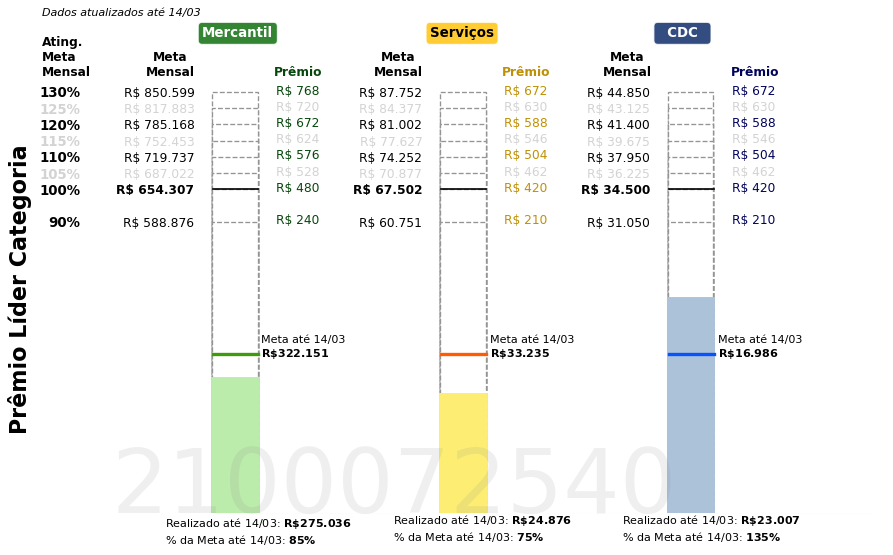 Dados atualizados até 14/03
Mercantil Serviços CDC
Ating.
Meta Meta Meta Meta
Mensal Mensal Prêmio Mensal Prêmio Mensal Prêmio
130% R$ 850.599 R$ 768 R$ 87.752 R$ 672 R$ 44.850 R$ 672
125% R$ 817.883 R$ 720 R$ 84.377 R$ 630 R$ 43.125 R$ 630
120% R$ 785.168 R$ 672 R$ 81.002 R$ 588 R$ 41.400 R$ 588
115% R$ 752.453 R$ 624 R$ 77.627 R$ 546 R$ 39.675 R$ 546
110% R$ 719.737 R$ 576 R$ 74.252 R$ 504 R$ 37.950 R$ 504
105% R$ 687.022 R$ 528 R$ 70.877 R$ 462 R$ 36.225 R$ 462
100% R$ 654.307 R$ 480 R$ 67.502 R$ 420 R$ 34.500 R$ 420
90% R$ 588.876 R$ 240 R$ 60.751 R$ 210 R$ 31.050 R$ 210
Prêmio Líder Categoria
Meta até 14/03 Meta até 14/03 Meta até 14/03
R$322.151 R$33.235 R$16.986
2100072540
Realizado até 14/03: R$275.036 Realizado até 14/03: R$24.876 Realizado até 14/03: R$23.007
% da Meta até 14/03: 85% % da Meta até 14/03: 75% % da Meta até 14/03: 135%